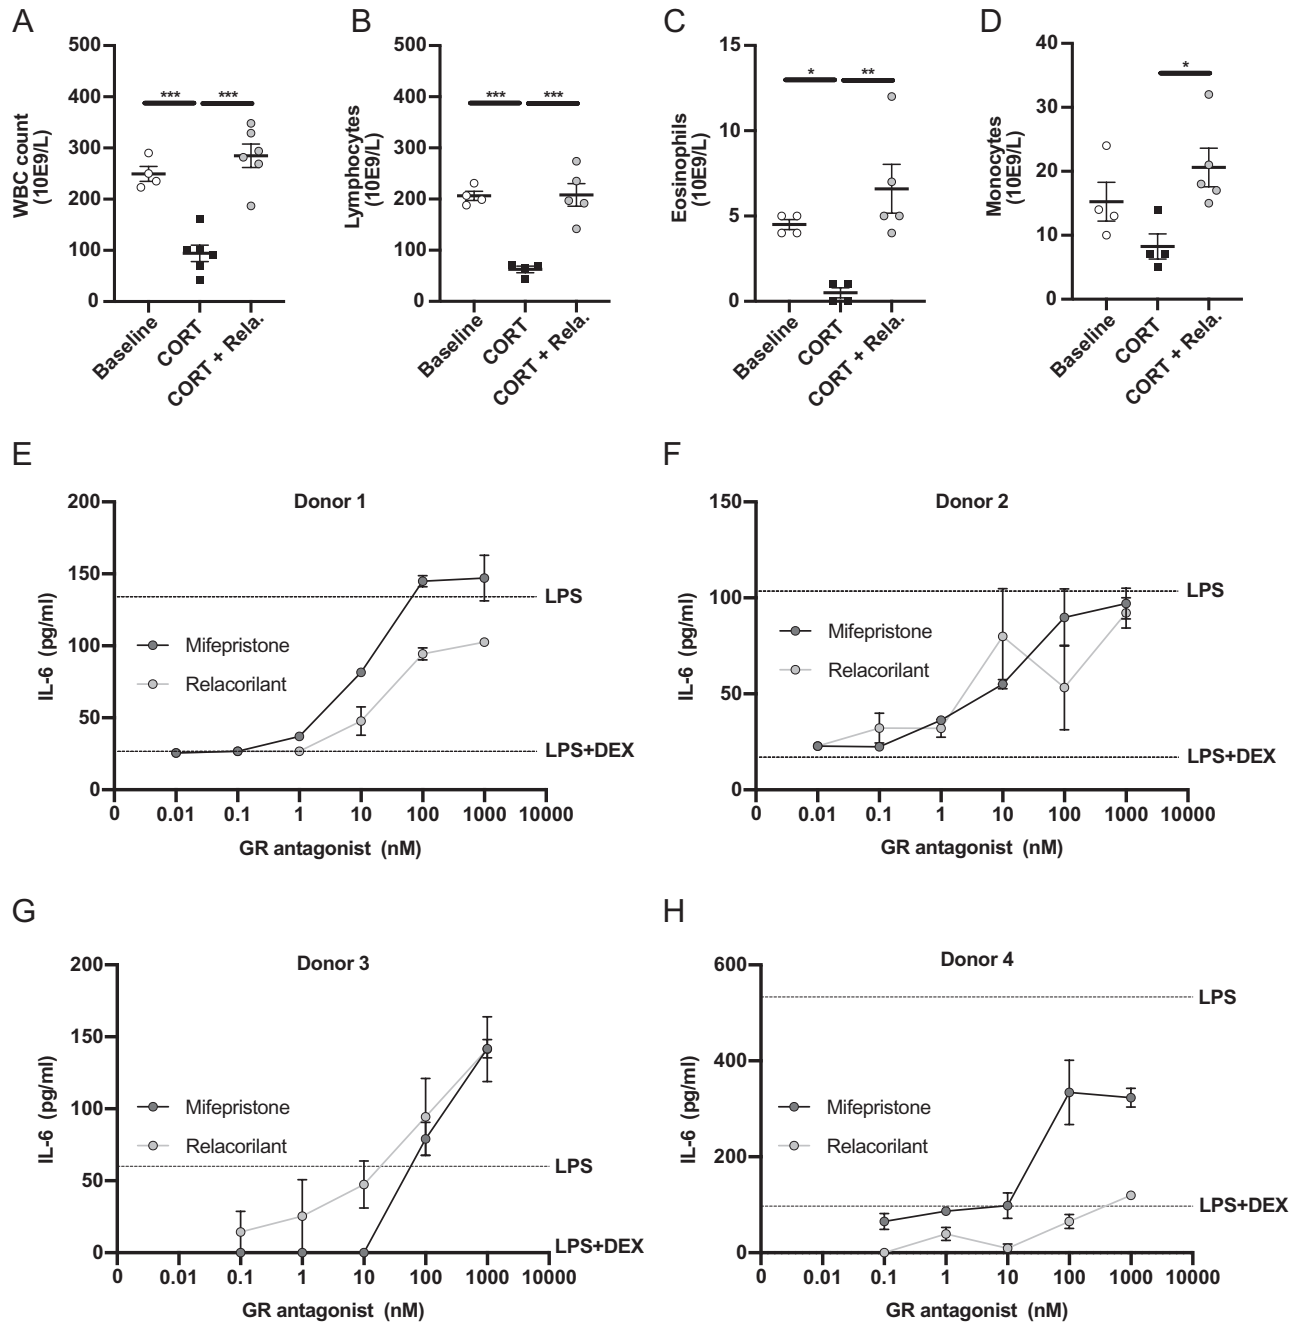 A
B
C
D
500
400
300
200
100
0
WBC count
(10E9/L)
***
***
Baseline
CORT
CORT + Rela.
500
400
300
200
100
0
Lymphocytes
(10E9/L)
***
***
Baseline
CORT
CORT + Rela.
15
10
5
0
Eosinophils
(10E9/L)
*
**
Baseline
CORT
CORT + Rela.
40
30
20
10
0
Monocytes
(10E9/L)
*
Baseline
CORT
CORT + Rela.
E
Donor 1
200
150
100
50
0
IL-6 (pg/ml)
LPS
Mifepristone
Relacorilant
LPS+DEX
0 0.01 0.1 1 10 100 1000 10000
GR antagonist (nM)
F
Donor 2
150
100
50
0
IL-6 (pg/ml)
LPS
Mifepristone
Relacorilant
LPS+DEX
0 0.01 0.1 1 10 100 1000 10000
GR antagonist (nM)
G
Donor 3
200
150
100
50
0
IL-6 (pg/ml)
Mifepristone
Relacorilant
LPS
LPS+DEX
0 0.01 0.1 1 10 100 1000 10000
GR antagonist (nM)
H
Donor 4
600
400
200
0
IL-6 (pg/ml)
LPS
Mifepristone
Relacorilant
LPS+DEX
0 0.01 0.1 1 10 100 1000 10000
GR antagonist (nM)